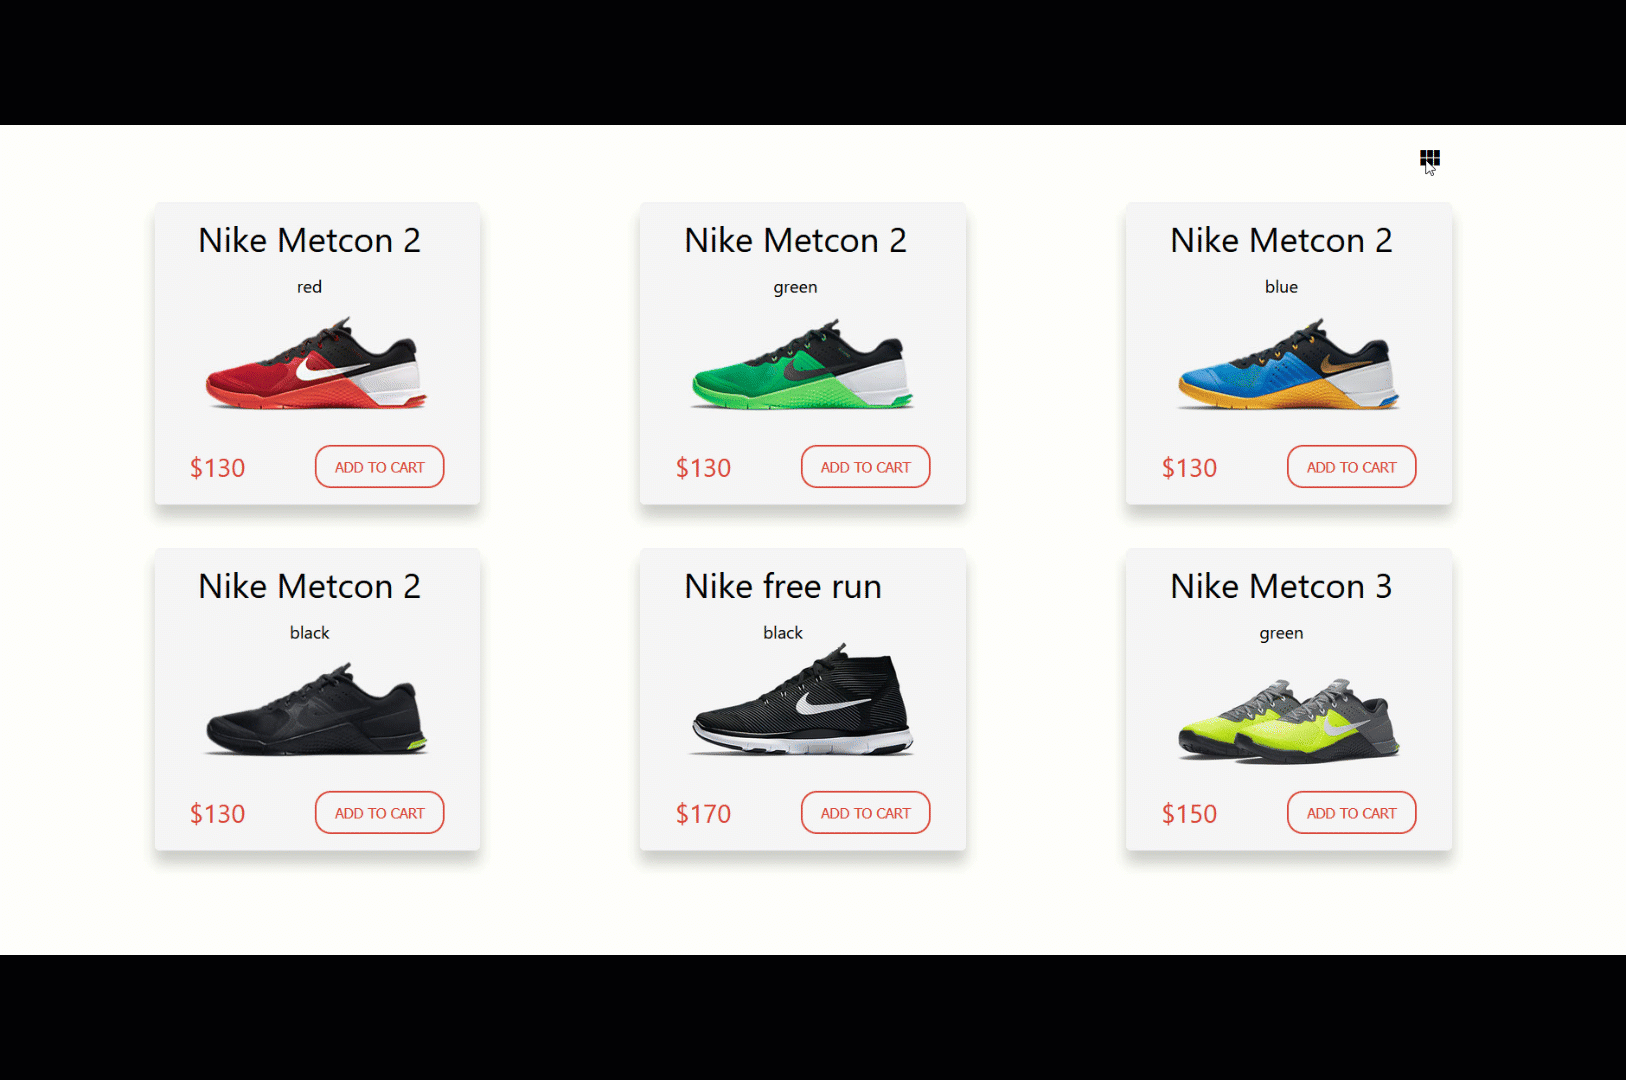 Nike Metcon 2
red
$130
ADD TO CART
Nike Metcon 2
green
$130
ADD TO CART
Nike Metcon 2
blue
$130
ADD TO CART
Nike Metcon 2
black
$130
ADD TO CART
Nike free run
black
$170
ADD TO CART
Nike Metcon 3
green
$150
ADD TO CART